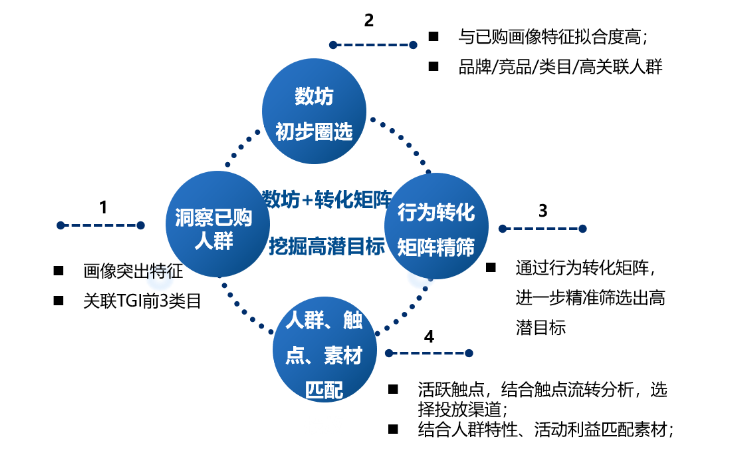 2
与已购画像特征拟合度高；
品牌/竞品/类目/高关联人群
数坊
初步圈选
1
洞察已购
人群
画像突出特征
关联TGI前3类目
数坊+转化矩阵
挖掘高潜目标
行为转化
矩阵精筛
3
通过行为转化矩阵，
进一步精准筛选出高
潜目标
人群、触
点、素材
匹配
4
活跃触点，结合触点流转分析，选
择投放渠道；
结合人群特性、活动利益匹配素材；